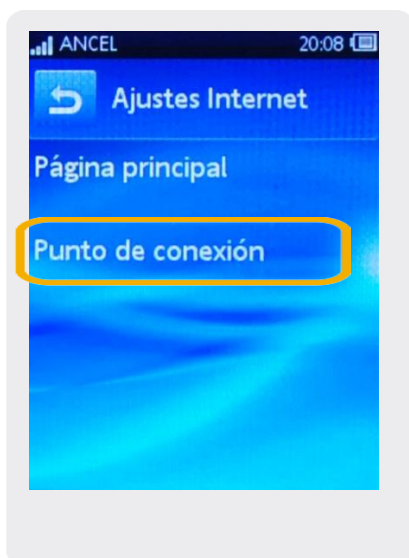 ANCEL 20:08
Ajustes Internet
Página principal
Punto de conexión